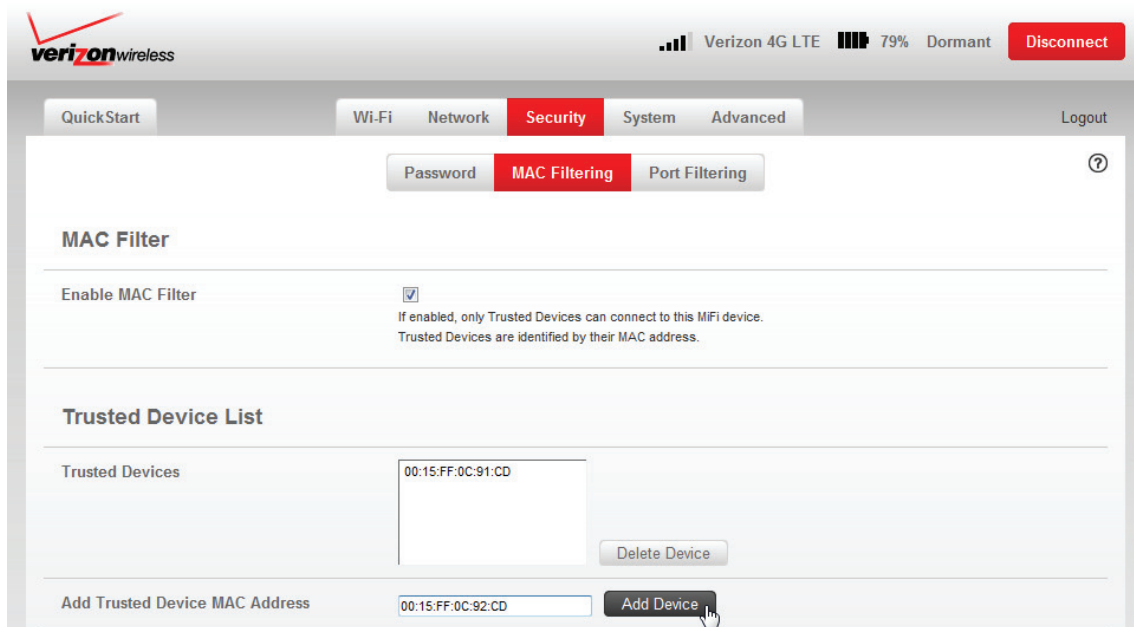 verizonwireless
Verizon 4G LTE 79% Dormant Disconnect
QuickStart Wi-Fi Network Security System Advanced Logout
Password MAC Filtering Port Filtering ?
MAC Filter
Enable MAC Filter
If enabled, only Trusted Devices can connect to this MiFi device.
Trusted Devices are identified by their MAC address.
Trusted Device List
Trusted Devices 00:15:FF:0C:91:CD
Delete Device
Add Trusted Device MAC Address 00:15:FF:0C:92:CD Add Device